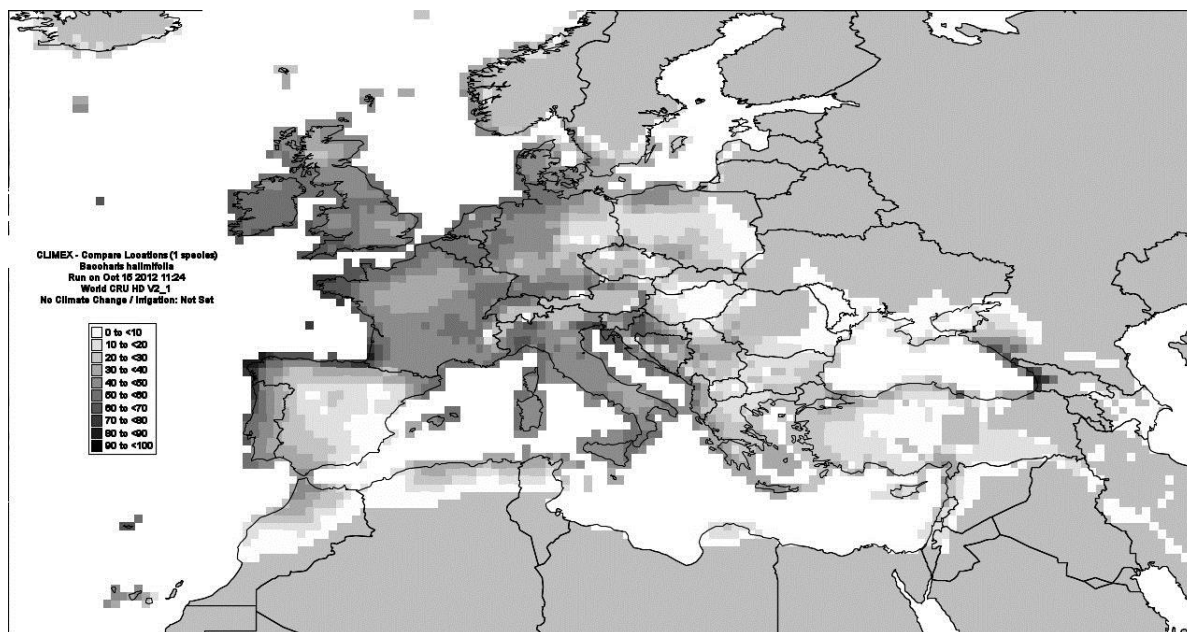 CLIMEX - Compare Locations (1 species)
Baccharis halimifolia
Run on Oct 15 2012 11:24
World CRU HD V2_1
No Climate Change / Irrigation: Not Set
0 to <10
10 to <20
20 to <30
30 to <40
40 to <50
50 to <60
60 to <70
70 to <80
80 to <90
90 to <100